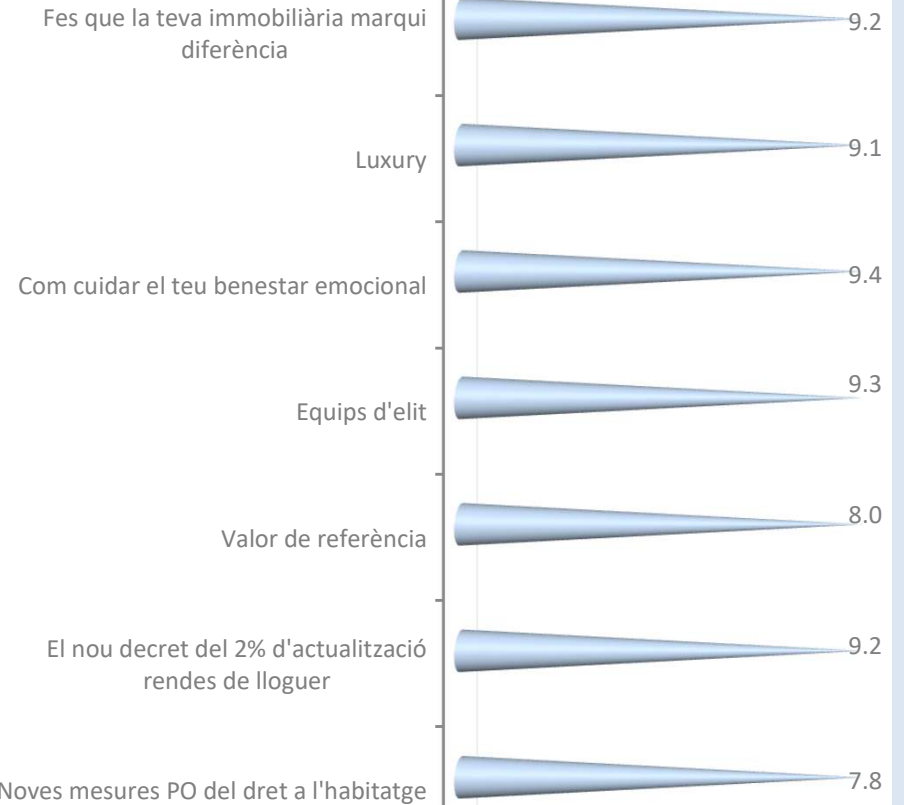 Fes que la teva immobiliària marqui
diferència
9.2
Luxury
9.1
Com cuidar el teu benestar emocional
9.4
Equips d'elit
9.3
Valor de referència
8.0
El nou decret del 2% d'actualització
rendes de lloguer
9.2
Noves mesures PO del dret a l'habitatge
7.8